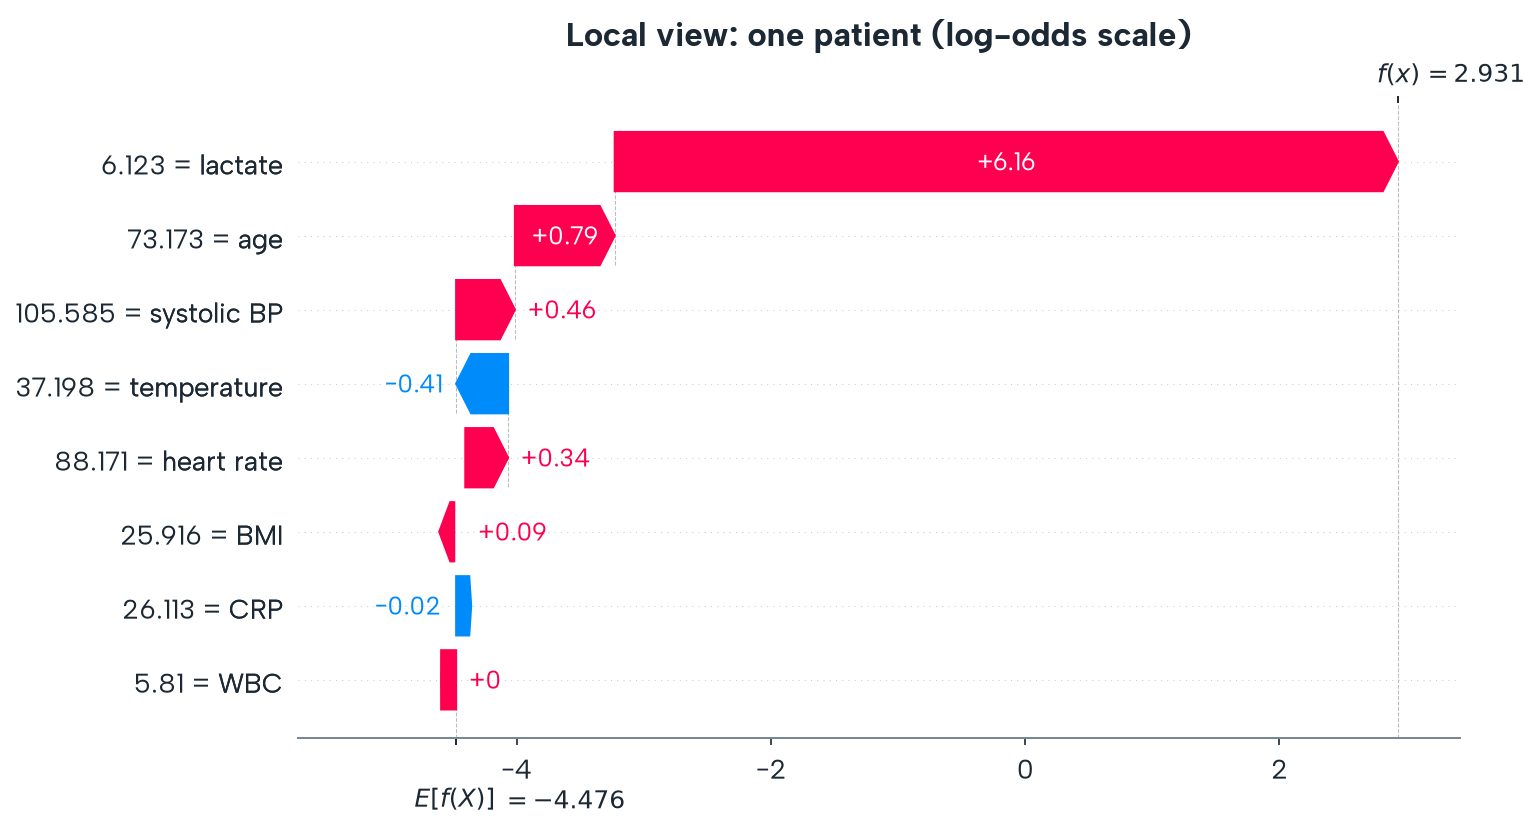 Local view: one patient (log-odds scale)
f(x) = 2.931
6.123 = lactate
+6.16
73.173 = age
+0.79
105.585 = systolic BP
+0.46
37.198 = temperature
−0.41
88.171 = heart rate
+0.34
25.916 = BMI
+0.09
26.113 = CRP
−0.02
5.81 = WBC
+0
−4 −2 0 2
E[f(X)] = −4.476